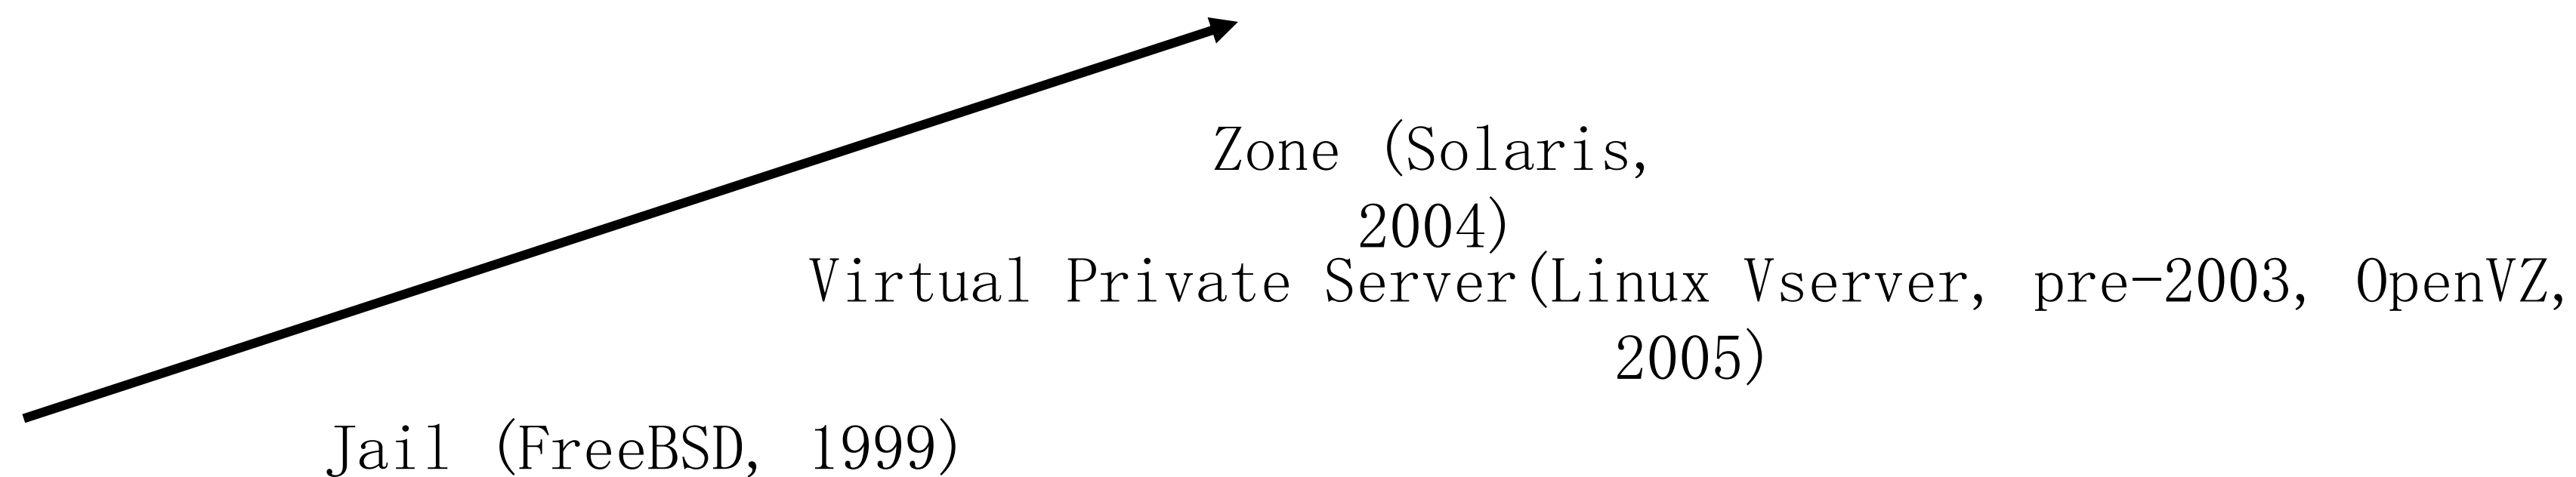 Zone (Solaris,
2004)
Virtual Private Server(Linux Vserver, pre-2003, OpenVZ,
2005)
Jail (FreeBSD, 1999)